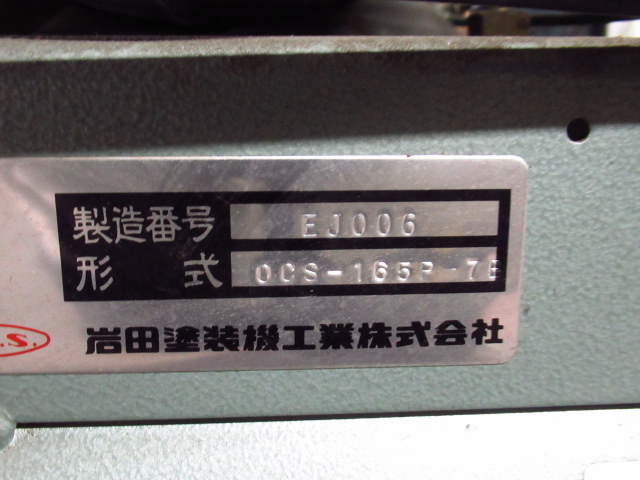 製造番号 EJ006
形 式 OCS-165P-7B
.S.
岩田塗装機工業株式会社